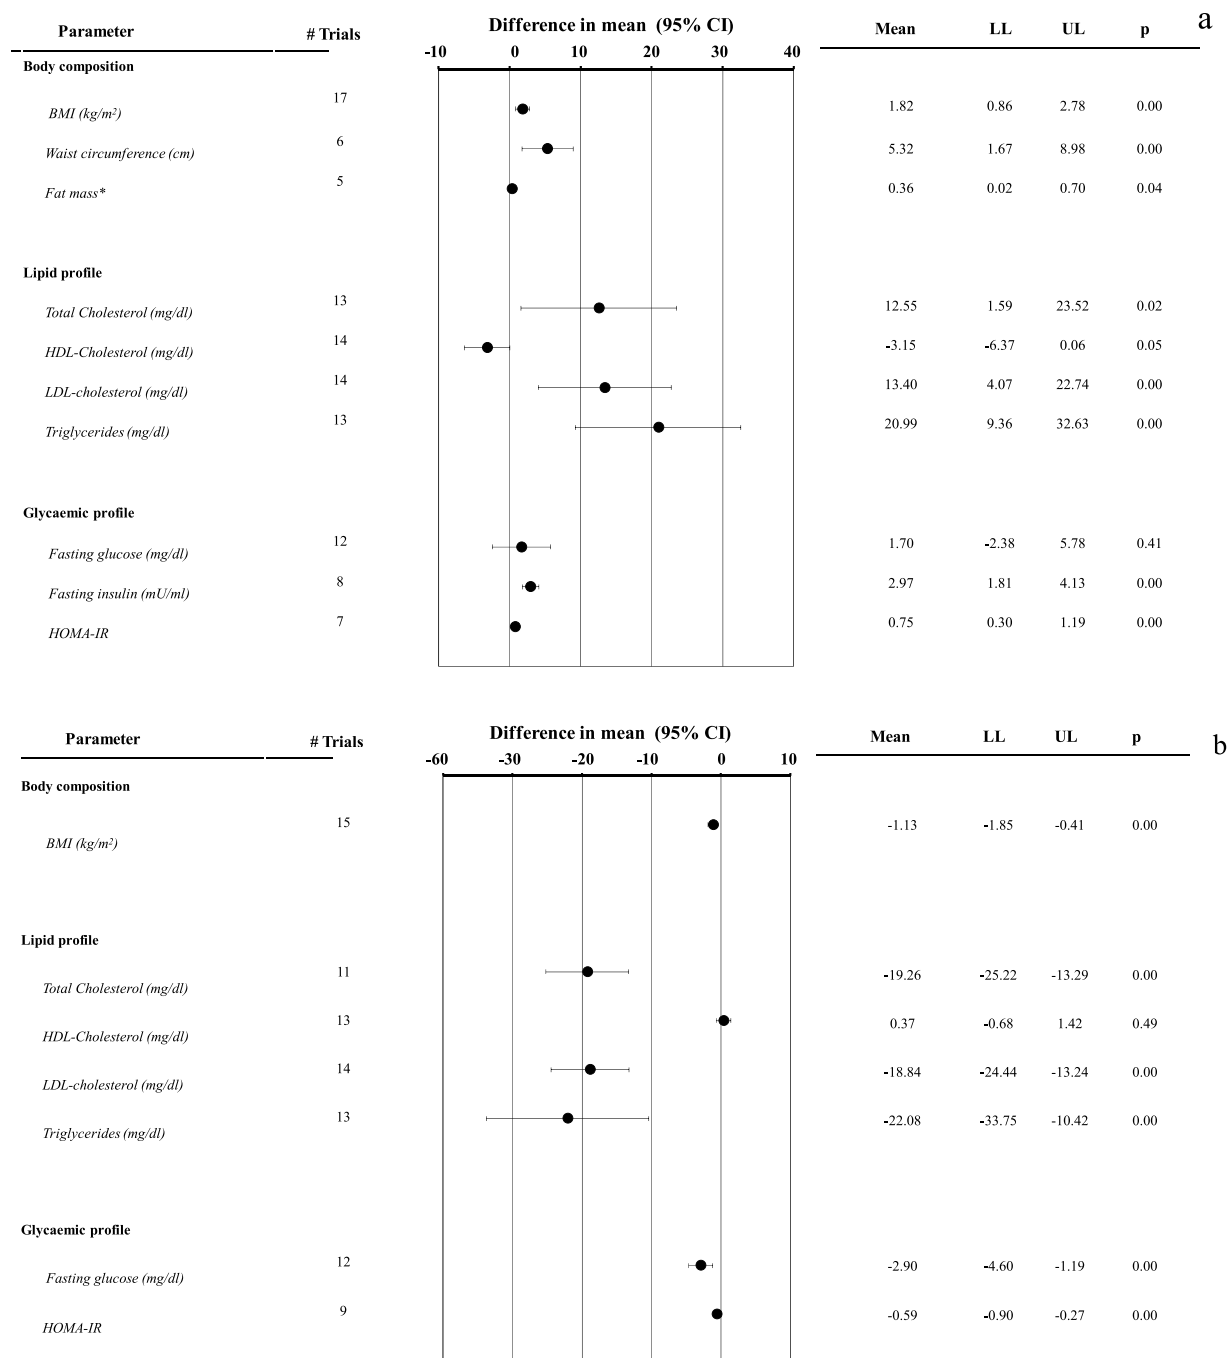 Parameter # Trials Difference in mean (95% CI) Mean LL UL p a
-10 0 10 20 30 40
Body composition
BMI (kg/m²) 17 1.82 0.86 2.78 0.00
Waist circumference (cm) 6 5.32 1.67 8.98 0.00
Fat mass* 5 0.36 0.02 0.70 0.04
Lipid profile
Total Cholesterol (mg/dl) 13 12.55 1.59 23.52 0.02
HDL-Cholesterol (mg/dl) 14 -3.15 -6.37 0.06 0.05
LDL-cholesterol (mg/dl) 14 13.40 4.07 22.74 0.00
Triglycerides (mg/dl) 13 20.99 9.36 32.63 0.00
Glycaemic profile
Fasting glucose (mg/dl) 12 1.70 -2.38 5.78 0.41
Fasting insulin (mU/ml) 8 2.97 1.81 4.13 0.00
HOMA-IR 7 0.75 0.30 1.19 0.00
Parameter # Trials Difference in mean (95% CI) Mean LL UL p b
-60 -30 -20 -10 0 10
Body composition
BMI (kg/m²) 15 -1.13 -1.85 -0.41 0.00
Lipid profile
Total Cholesterol (mg/dl) 11 -19.26 -25.22 -13.29 0.00
HDL-Cholesterol (mg/dl) 13 0.37 -0.68 1.42 0.49
LDL-cholesterol (mg/dl) 14 -18.84 -24.44 -13.24 0.00
Triglycerides (mg/dl) 13 -22.08 -33.75 -10.42 0.00
Glycaemic profile
Fasting glucose (mg/dl) 12 -2.90 -4.60 -1.19 0.00
HOMA-IR 9 -0.59 -0.90 -0.27 0.00